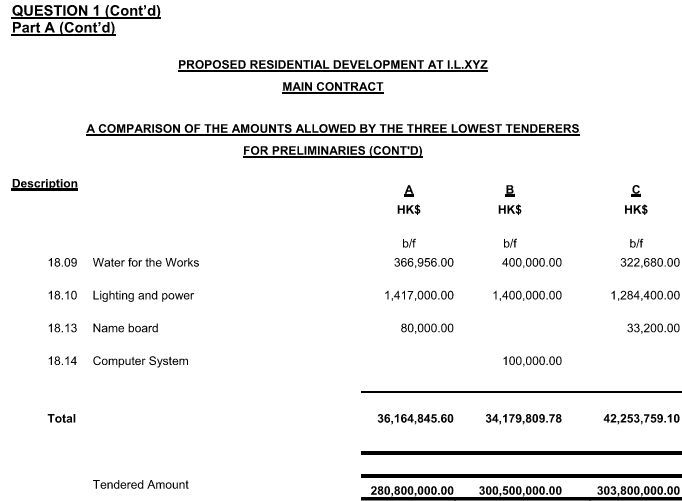 QUESTION 1 (Cont'd)
Part A (Cont'd)
PROPOSED RESIDENTIAL DEVELOPMENT AT I.L.XYZ
MAIN CONTRACT
A COMPARISON OF THE AMOUNTS ALLOWED BY THE THREE LOWEST TENDERERS
FOR PRELIMINARIES (CONT'D)
Description
A B C
HK$ HK$ HK$
b/f b/f b/f
18.09 Water for the Works 366,956.00 400,000.00 322,680.00
18.10 Lighting and power 1,417,000.00 1,400,000.00 1,284,400.00
18.13 Name board 80,000.00 33,200.00
18.14 Computer System 100,000.00
Total 36,164,845.60 34,179,809.78 42,253,759.10
Tendered Amount 280,800,000.00 300,500,000.00 303,800,000.00